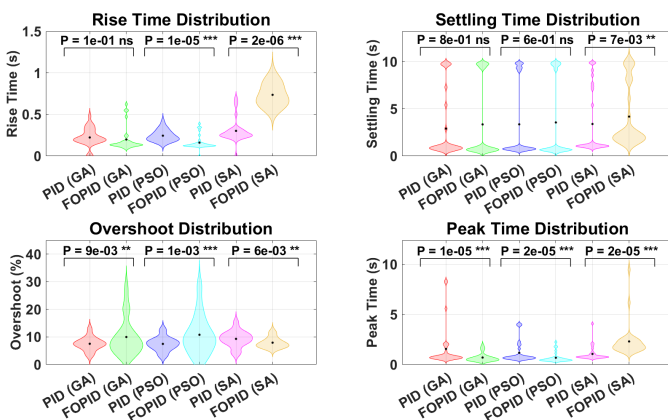 Rise Time Distribution
P = 1e-01 ns P = 1e-05 *** P = 2e-06 ***
Rise Time (s)
1.5
1
0.5
0
PID (GA) FOPID (GA) PID (PSO) FOPID (PSO) PID (SA) FOPID (SA)
Settling Time Distribution
P = 8e-01 ns P = 6e-01 ns P = 7e-03 **
Settling Time (s)
10
5
0
PID (GA) FOPID (GA) PID (PSO) FOPID (PSO) PID (SA) FOPID (SA)
Overshoot Distribution
P = 9e-03 ** P = 1e-03 *** P = 6e-03 **
Overshoot (%)
40
30
20
10
0
PID (GA) FOPID (GA) PID (PSO) FOPID (PSO) PID (SA) FOPID (SA)
Peak Time Distribution
P = 1e-05 *** P = 2e-05 *** P = 2e-05 ***
Peak Time (s)
10
5
0
PID (GA) FOPID (GA) PID (PSO) FOPID (PSO) PID (SA) FOPID (SA)